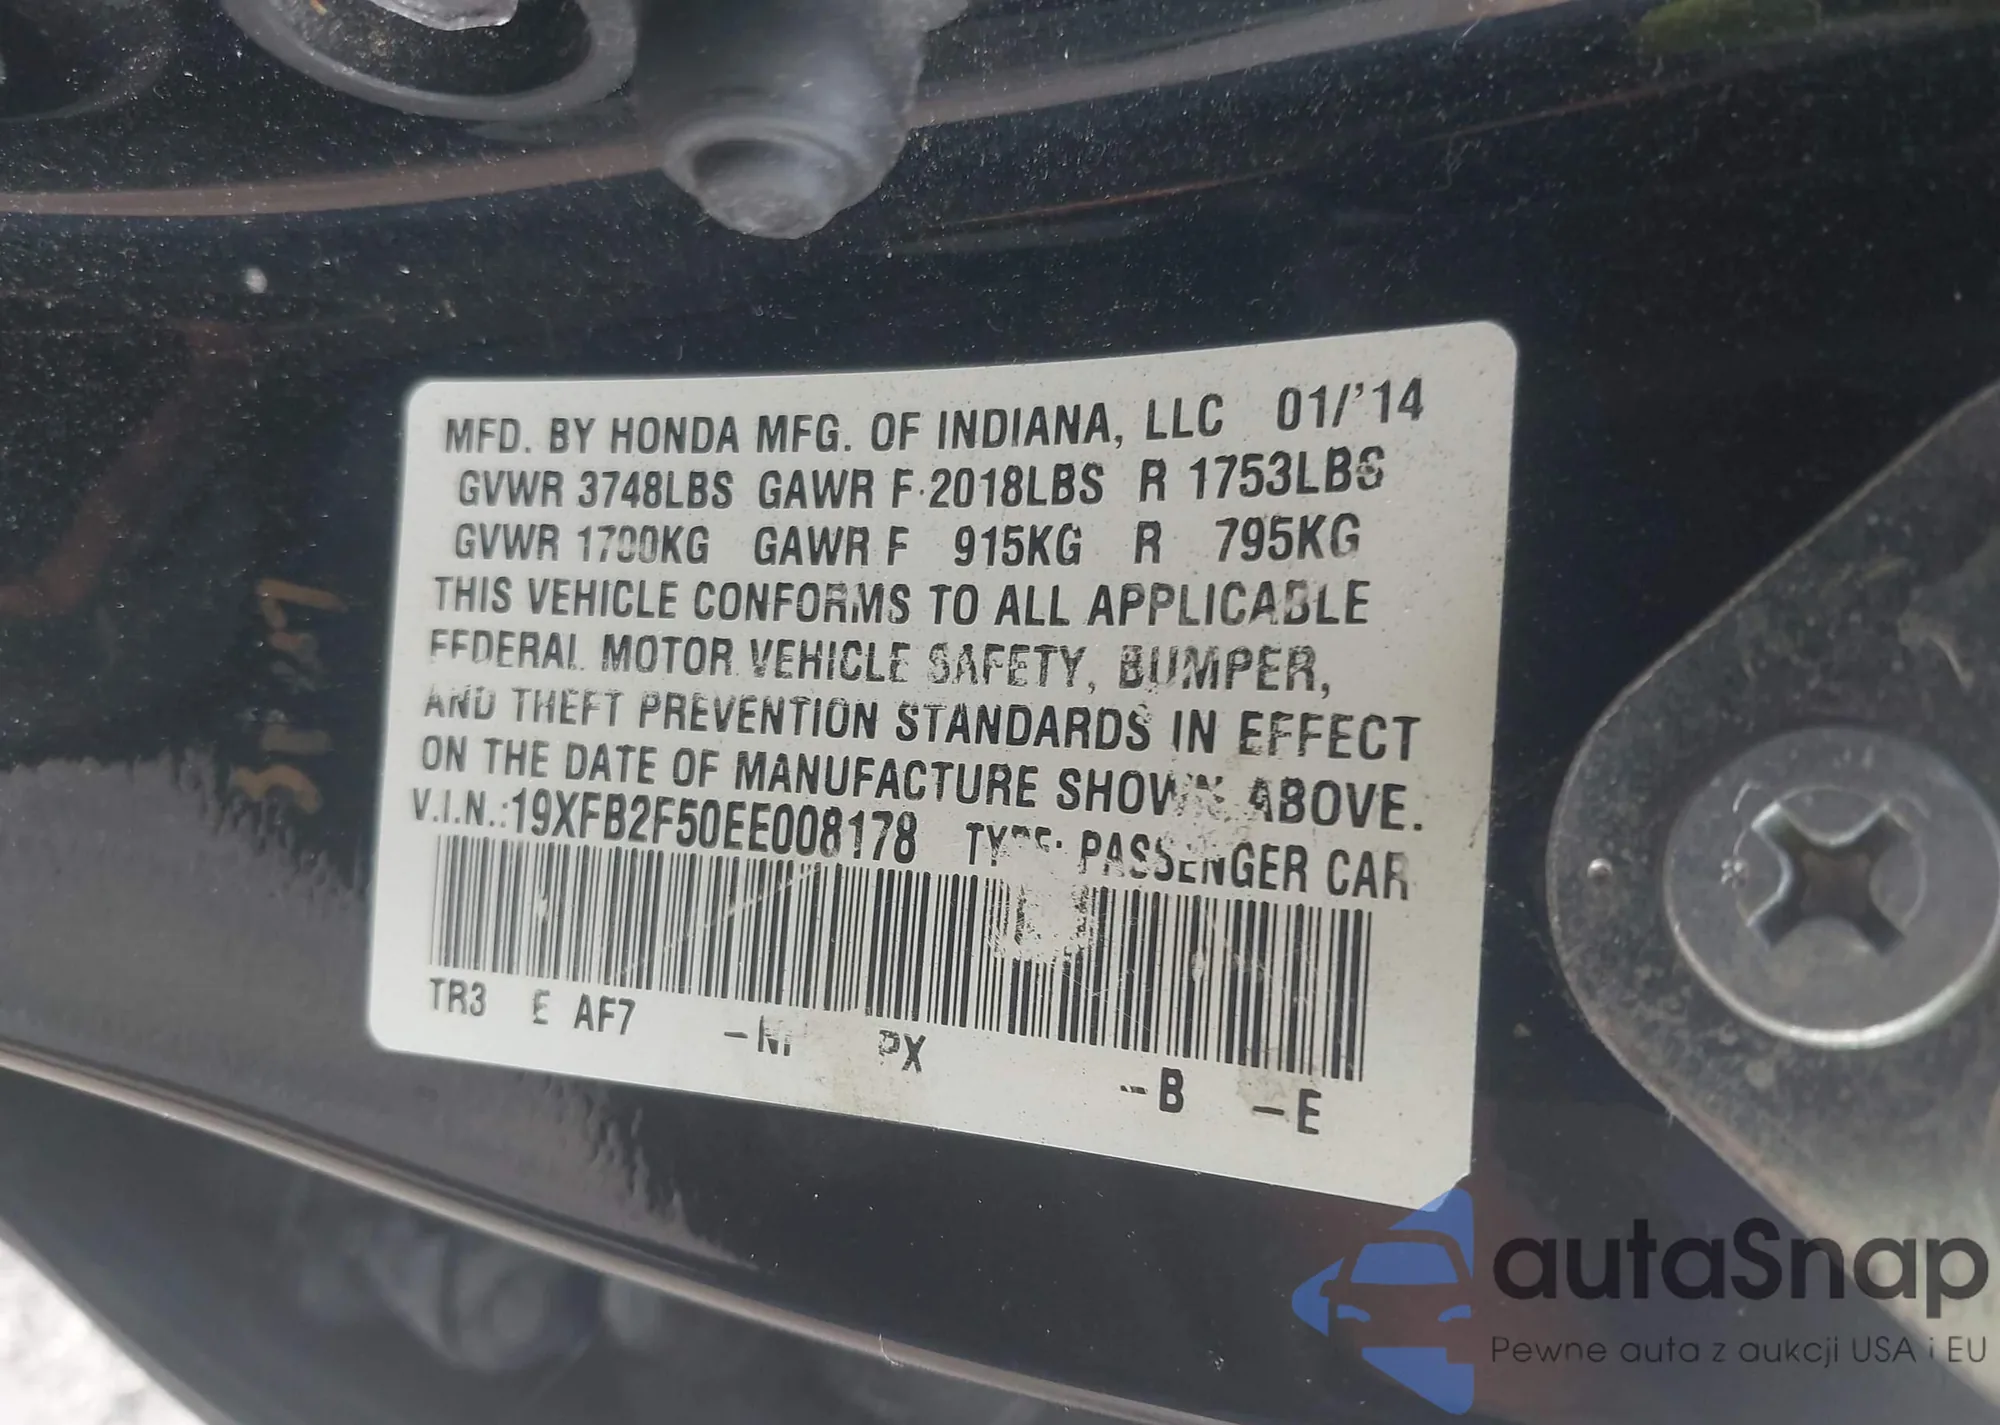 MFD. BY HONDA MFG. OF INDIANA, LLC 01/'14
GVWR 3748LBS GAWR F 2018LBS R 1753LBS
GVWR 1700KG GAWR F 915KG R 795KG
THIS VEHICLE CONFORMS TO ALL APPLICABLE
FEDERAL MOTOR VEHICLE SAFETY, BUMPER,
AND THEFT PREVENTION STANDARDS IN EFFECT
ON THE DATE OF MANUFACTURE SHOWN ABOVE.
V.I.N.:19XFB2F50EE008178 TYPE: PASSENGER CAR
TR3 E AF7 PX -B -E
autaSnap
Pewne auta z aukcji USA i EU